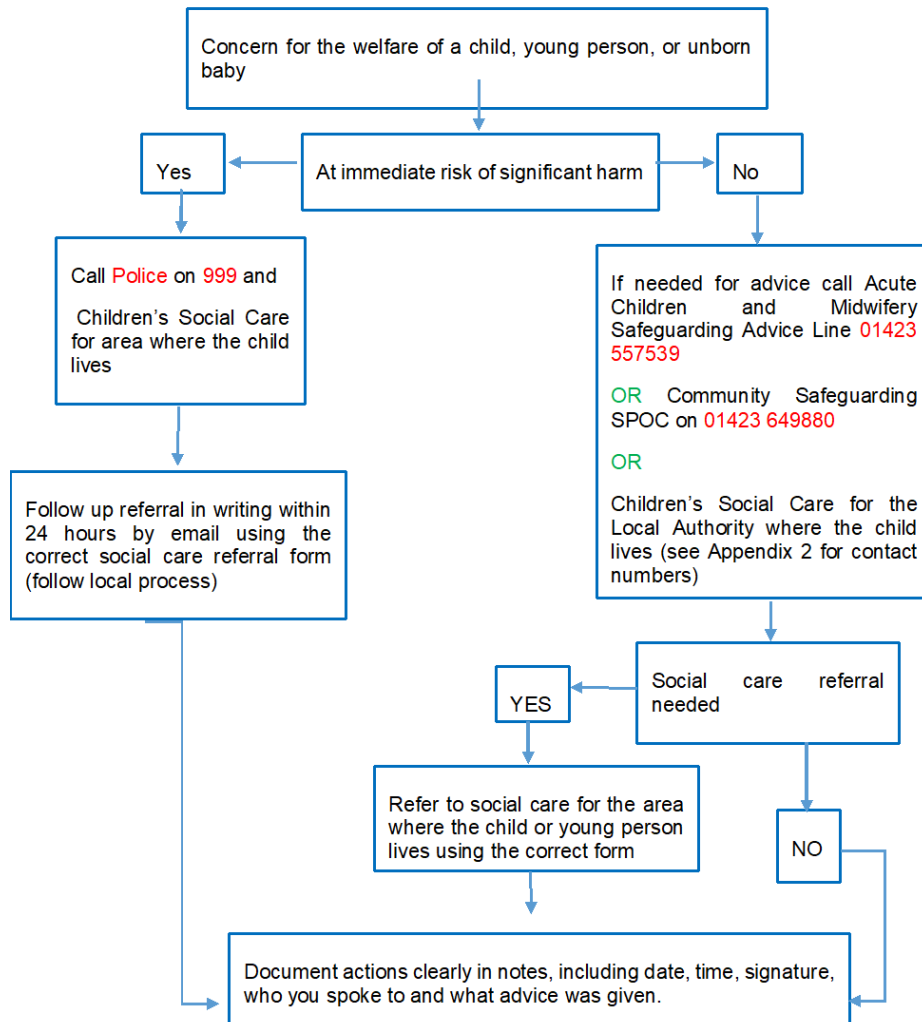 Concern for the welfare of a child, young person, or unborn
baby
Yes
At immediate risk of significant harm
No
Call Police on 999 and
Children's Social Care
for area where the child
lives
If needed for advice call Acute
Children and Midwifery
Safeguarding Advice Line 01423
557539
OR Community Safeguarding
SPOC on 01423 649880
OR
Children's Social Care for the
Local Authority where the child
lives (see Appendix 2 for contact
numbers)
Follow up referral in writing within
24 hours by email using the
correct social care referral form
(follow local process)
Social care referral
needed
YES
Refer to social care for the area
where the child or young person
lives using the correct form
NO
Document actions clearly in notes, including date, time, signature,
who you spoke to and what advice was given.